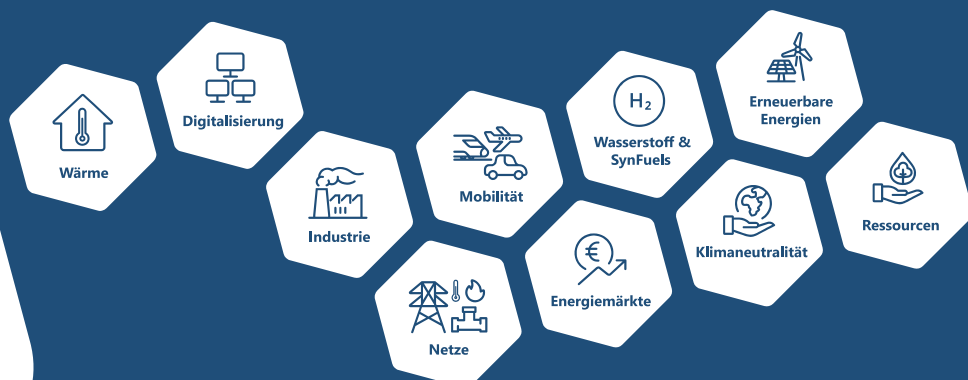 Wärme
Digitalisierung
Industrie
Mobilität
Netze
H₂
Wasserstoff &
SynFuels
€
Energiemärkte
Erneuerbare
Energien
Klimaneutralität
Ressourcen